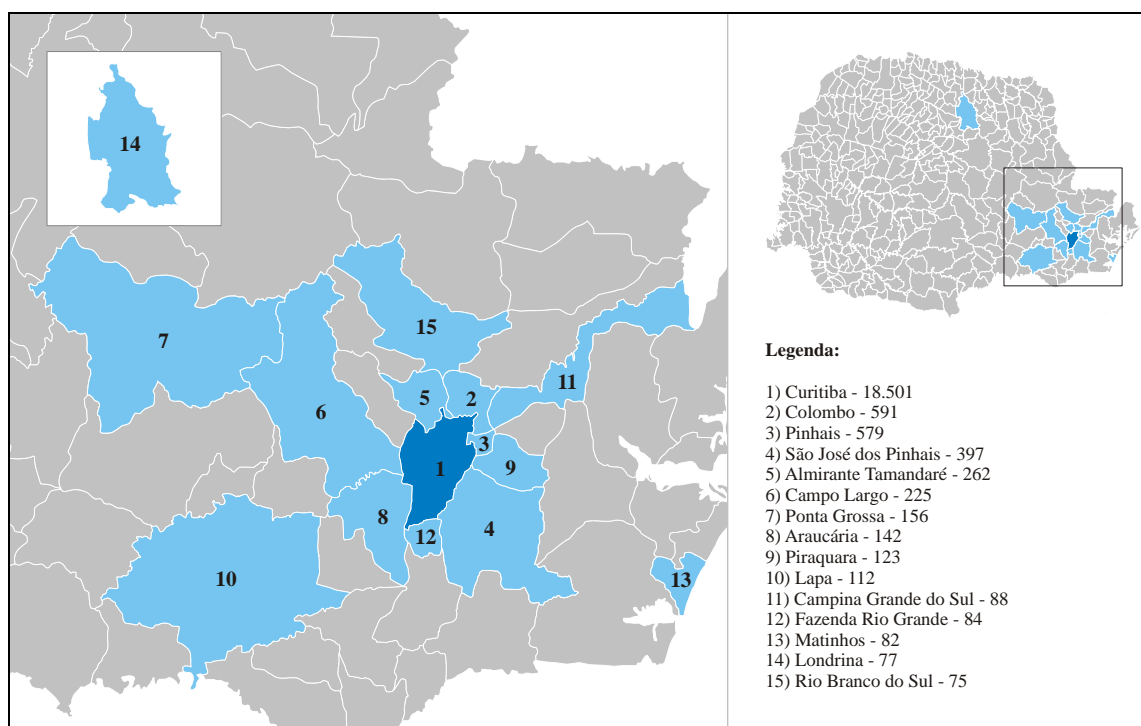 14
7
15
6
5
2
11
3
1
9
8
4
12
10
13
Legenda:
1) Curitiba - 18.501
2) Colombo - 591
3) Pinhais - 579
4) São José dos Pinhais - 397
5) Almirante Tamandaré - 262
6) Campo Largo - 225
7) Ponta Grossa - 156
8) Araucária - 142
9) Piraquara - 123
10) Lapa - 112
11) Campina Grande do Sul - 88
12) Fazenda Rio Grande - 84
13) Matinhos - 82
14) Londrina - 77
15) Rio Branco do Sul - 75